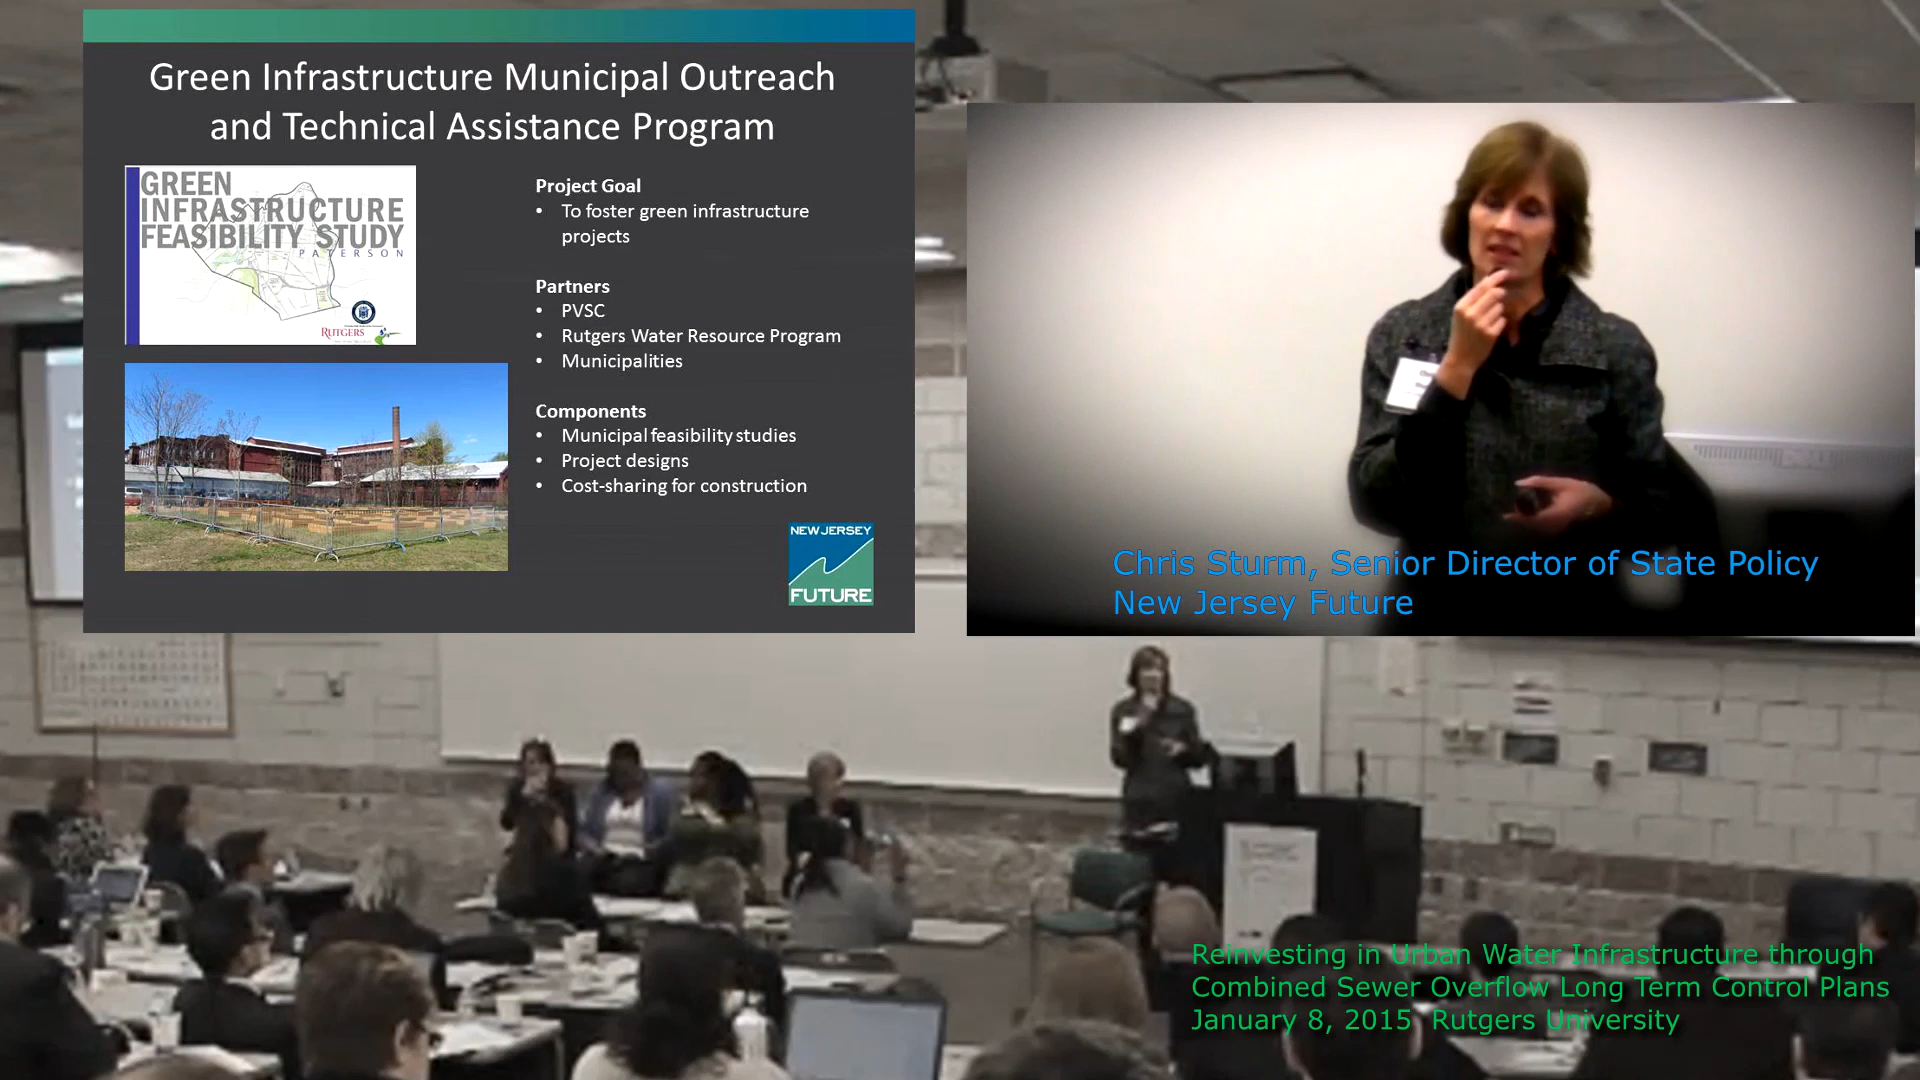 Green Infrastructure Municipal Outreach
and Technical Assistance Program
GREEN
INFRASTRUCTURE
FEASIBILITY STUDY
PATERSON
RUTGERS
Project Goal
• To foster green infrastructure
projects
Partners
• PVSC
• Rutgers Water Resource Program
• Municipalities
Components
• Municipal feasibility studies
• Project designs
• Cost-sharing for construction
NEW JERSEY
FUTURE
Chris Sturm, Senior Director of State Policy
New Jersey Future
Reinvesting in Urban Water Infrastructure through
Combined Sewer Overflow Long Term Control Plans
January 8, 2015 Rutgers University